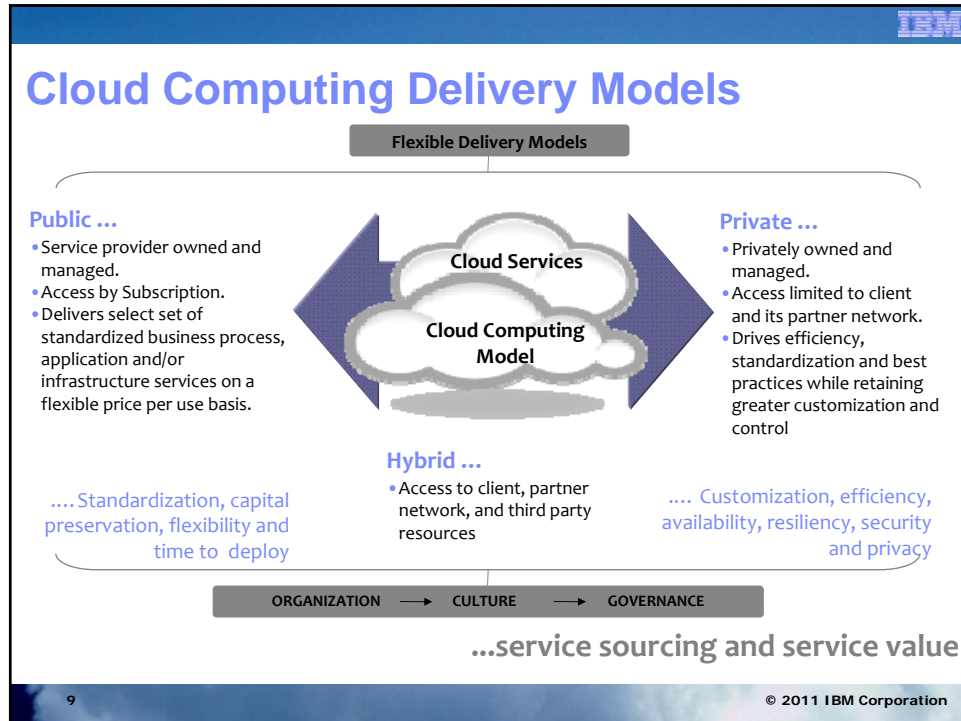 IBM
Cloud Computing Delivery Models
Flexible Delivery Models
Public ...
•Service provider owned and
managed.
•Access by Subscription.
•Delivers select set of
standardized business process,
application and/or
infrastructure services on a
flexible price per use basis.
.... Standardization, capital
preservation, flexibility and
time to deploy
Cloud Services
Cloud Computing
Model
Hybrid ...
•Access to client, partner
network, and third party
resources
Private ...
•Privately owned and
managed.
•Access limited to client
and its partner network.
•Drives efficiency,
standardization and best
practices while retaining
greater customization and
control
.... Customization, efficiency,
availability, resiliency, security
and privacy
ORGANIZATION → CULTURE → GOVERNANCE
...service sourcing and service value
9 © 2011 IBM Corporation